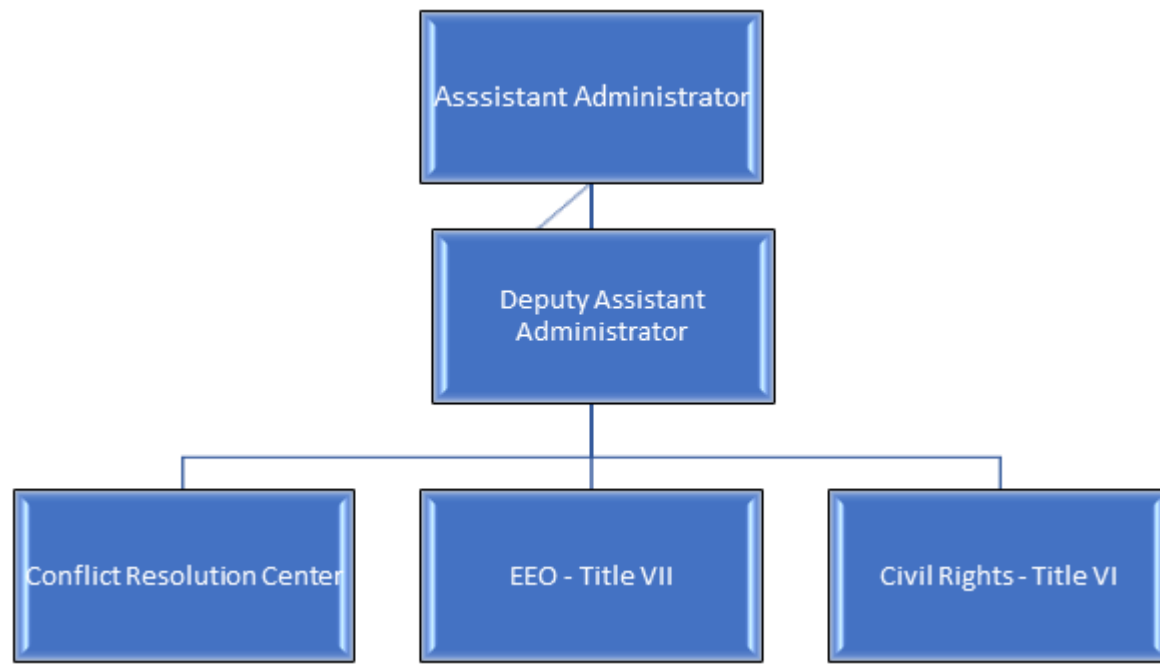 Asssistant Administrator
Deputy Assistant
Administrator
Conflict Resolution Center
EEO - Title VII
Civil Rights - Title VI